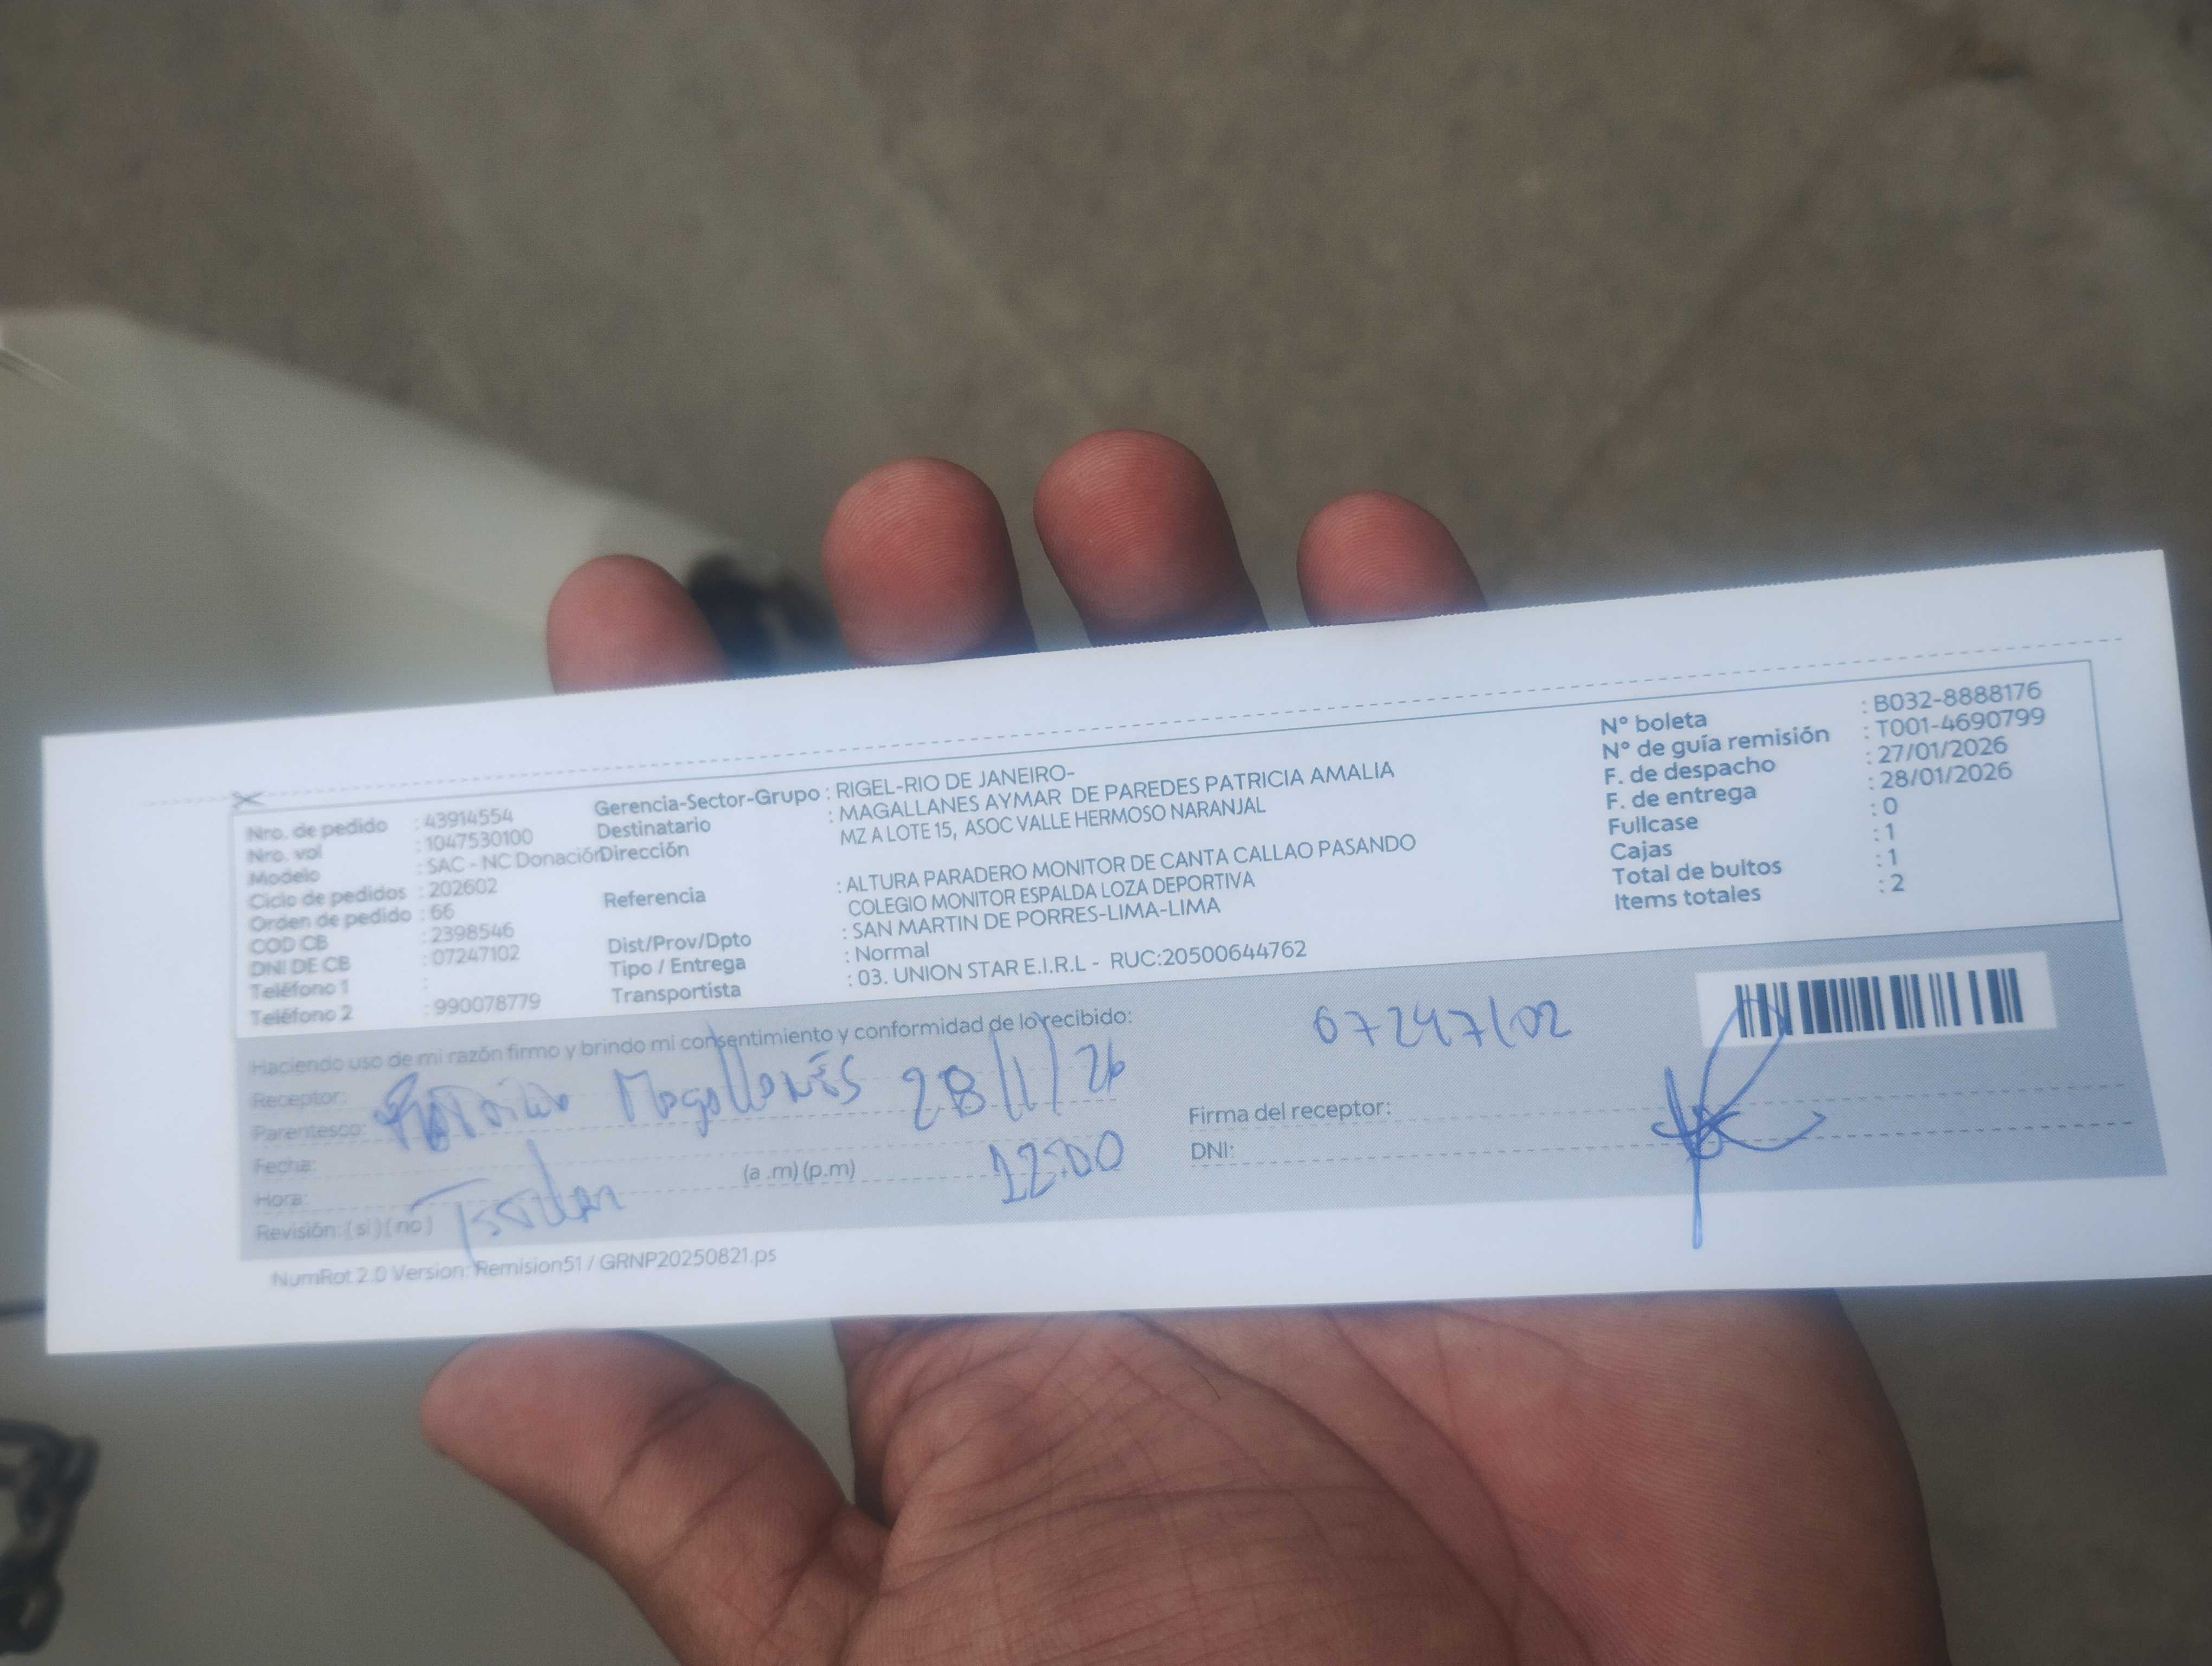 Nro. de pedido : 43914554
Nro. vol : 1047530100
Modelo : SAC - NC Donación
Ciclo de pedidos : 202602
Orden de pedido : 66
COD CB : 2398546
DNI DE CB : 07247102
Teléfono 1 :
Teléfono 2 : 990078779
Gerencia-Sector-Grupo : RIGEL-RIO DE JANEIRO-
Destinatario : MAGALLANES AYMAR DE PAREDES PATRICIA AMALIA
Dirección MZ A LOTE 15, ASOC VALLE HERMOSO NARANJAL
Referencia : ALTURA PARADERO MONITOR DE CANTA CALLAO PASANDO
COLEGIO MONITOR ESPALDA LOZA DEPORTIVA
Dist/Prov/Dpto : SAN MARTIN DE PORRES-LIMA-LIMA
Tipo / Entrega : Normal
Transportista : 03. UNION STAR E.I.R.L - RUC:20500644762
N° boleta : B032-8888176
N° de guía remisión : T001-4690799
F. de despacho : 27/01/2026
F. de entrega : 28/01/2026
Fullcase : 0
Cajas : 1
Total de bultos : 1
Items totales : 2
Haciendo uso de mi razón firmo y brindo mi consentimiento y conformidad de lo recibido:
07247102
Receptor:
Magallanes 28/1/26
Parentesco:
Fecha:
Hora: (a .m) (p.m) 12:00
Revisión: ( si ) ( no )
Firma del receptor:
DNI:
NumRot 2.0 Version: Remision51 / GRNP20250821.ps